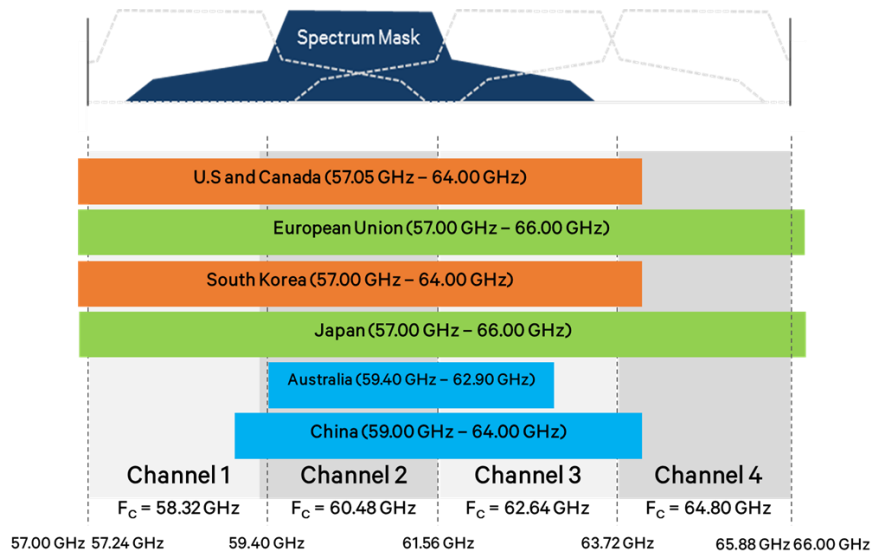 Spectrum Mask
U.S and Canada (57.05 GHz – 64.00 GHz)
European Union (57.00 GHz – 66.00 GHz)
South Korea (57.00 GHz – 64.00 GHz)
Japan (57.00 GHz – 66.00 GHz)
Australia (59.40 GHz – 62.90 GHz)
China (59.00 GHz – 64.00 GHz)
Channel 1 Channel 2 Channel 3 Channel 4
FC = 58.32 GHz FC = 60.48 GHz FC = 62.64 GHz FC = 64.80 GHz
57.00 GHz 57.24 GHz 59.40 GHz 61.56 GHz 63.72 GHz 65.88 GHz 66.00 GHz